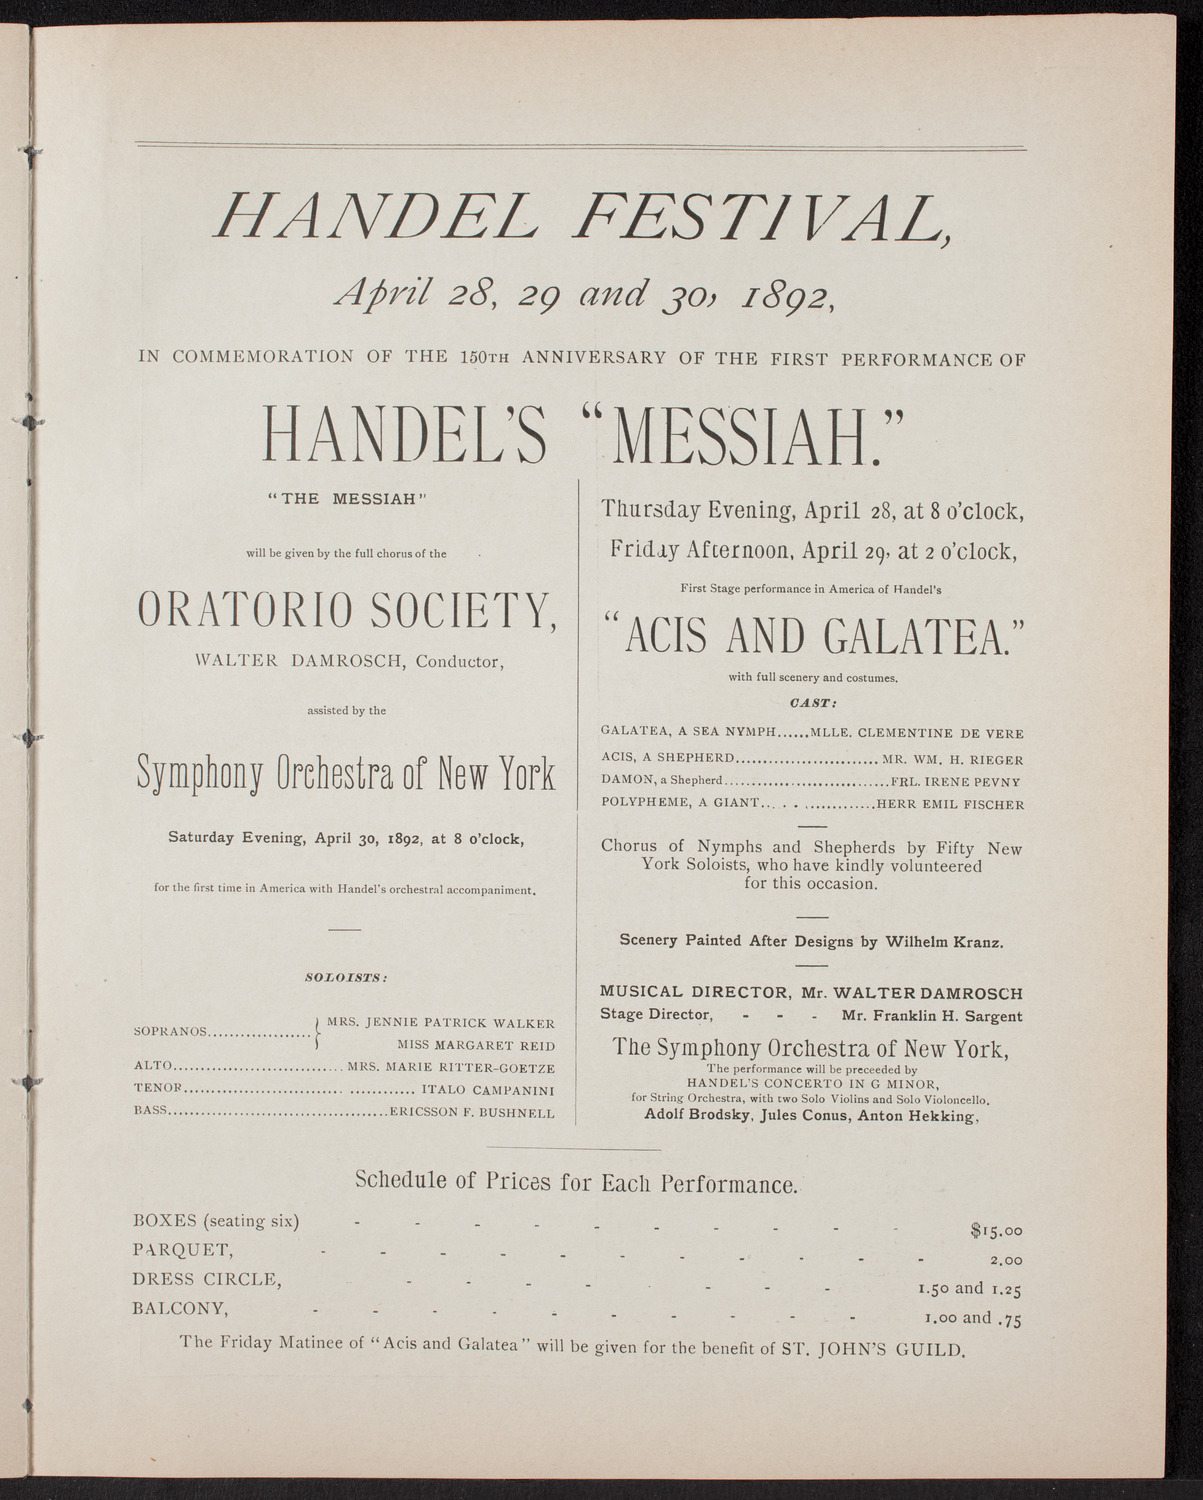 HANDEL FESTIVAL,
April 28, 29 and 30, 1892,
IN COMMEMORATION OF THE 150TH ANNIVERSARY OF THE FIRST PERFORMANCE OF
HANDEL'S "MESSIAH."
"THE MESSIAH"
will be given by the full chorus of the
ORATORIO SOCIETY,
WALTER DAMROSCH, Conductor,
assisted by the
Symphony Orchestra of New York
Saturday Evening, April 30, 1892, at 8 o'clock,
for the first time in America with Handel's orchestral accompaniment.
SOLOISTS:
SOPRANOS................... { MRS. JENNIE PATRICK WALKER
MISS MARGARET REID
ALTO............................... MRS. MARIE RITTER-GOETZE
TENOR............................. ............ ITALO CAMPANINI
BASS........................................ERICSSON F. BUSHNELL
Thursday Evening, April 28, at 8 o'clock,
Friday Afternoon, April 29, at 2 o'clock,
First Stage performance in America of Handel's
"ACIS AND GALATEA."
with full scenery and costumes.
CAST:
GALATEA, A SEA NYMPH......MLLE. CLEMENTINE DE VERE
ACIS, A SHEPHERD.......................... MR. WM. H. RIEGER
DAMON, a Shepherd..............................FRL. IRENE PEVNY
POLYPHEME, A GIANT... . . .............HERR EMIL FISCHER
Chorus of Nymphs and Shepherds by Fifty New
York Soloists, who have kindly volunteered
for this occasion.
Scenery Painted After Designs by Wilhelm Kranz.
MUSICAL DIRECTOR, Mr. WALTER DAMROSCH
Stage Director, - - - Mr. Franklin H. Sargent
The Symphony Orchestra of New York,
The performance will be preceeded by
HANDEL'S CONCERTO IN G MINOR,
for String Orchestra, with two Solo Violins and Solo Violoncello.
Adolf Brodsky, Jules Conus, Anton Hekking,
Schedule of Prices for Each Performance.
BOXES (seating six) - - - - - - - - - - $15.00
PARQUET, - - - - - - - - - - - 2.00
DRESS CIRCLE, - - - - - - - 1.50 and 1.25
BALCONY, - - - - - - - - - - 1.00 and .75
The Friday Matinee of "Acis and Galatea" will be given for the benefit of ST. JOHN'S GUILD.